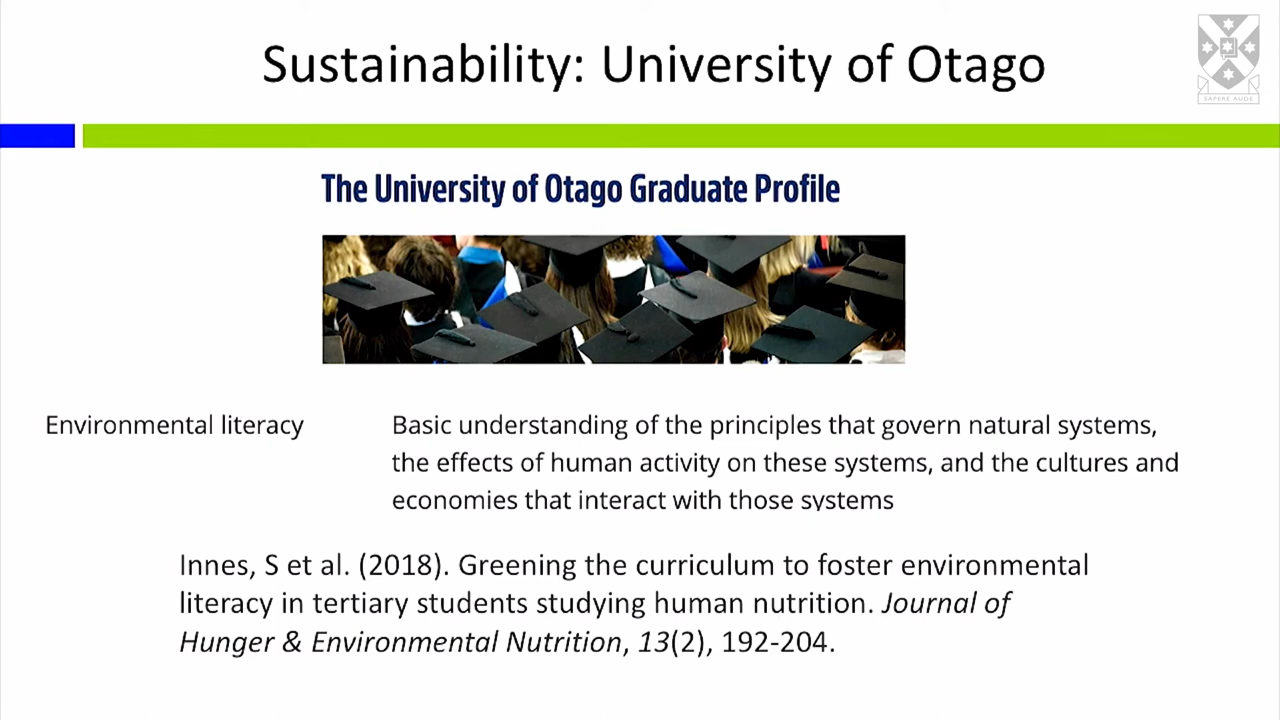 Sustainability: University of Otago
SAPERE AUDE
The University of Otago Graduate Profile
Environmental literacy
Basic understanding of the principles that govern natural systems,
the effects of human activity on these systems, and the cultures and
economies that interact with those systems
Innes, S et al. (2018). Greening the curriculum to foster environmental
literacy in tertiary students studying human nutrition. Journal of
Hunger & Environmental Nutrition, 13(2), 192-204.